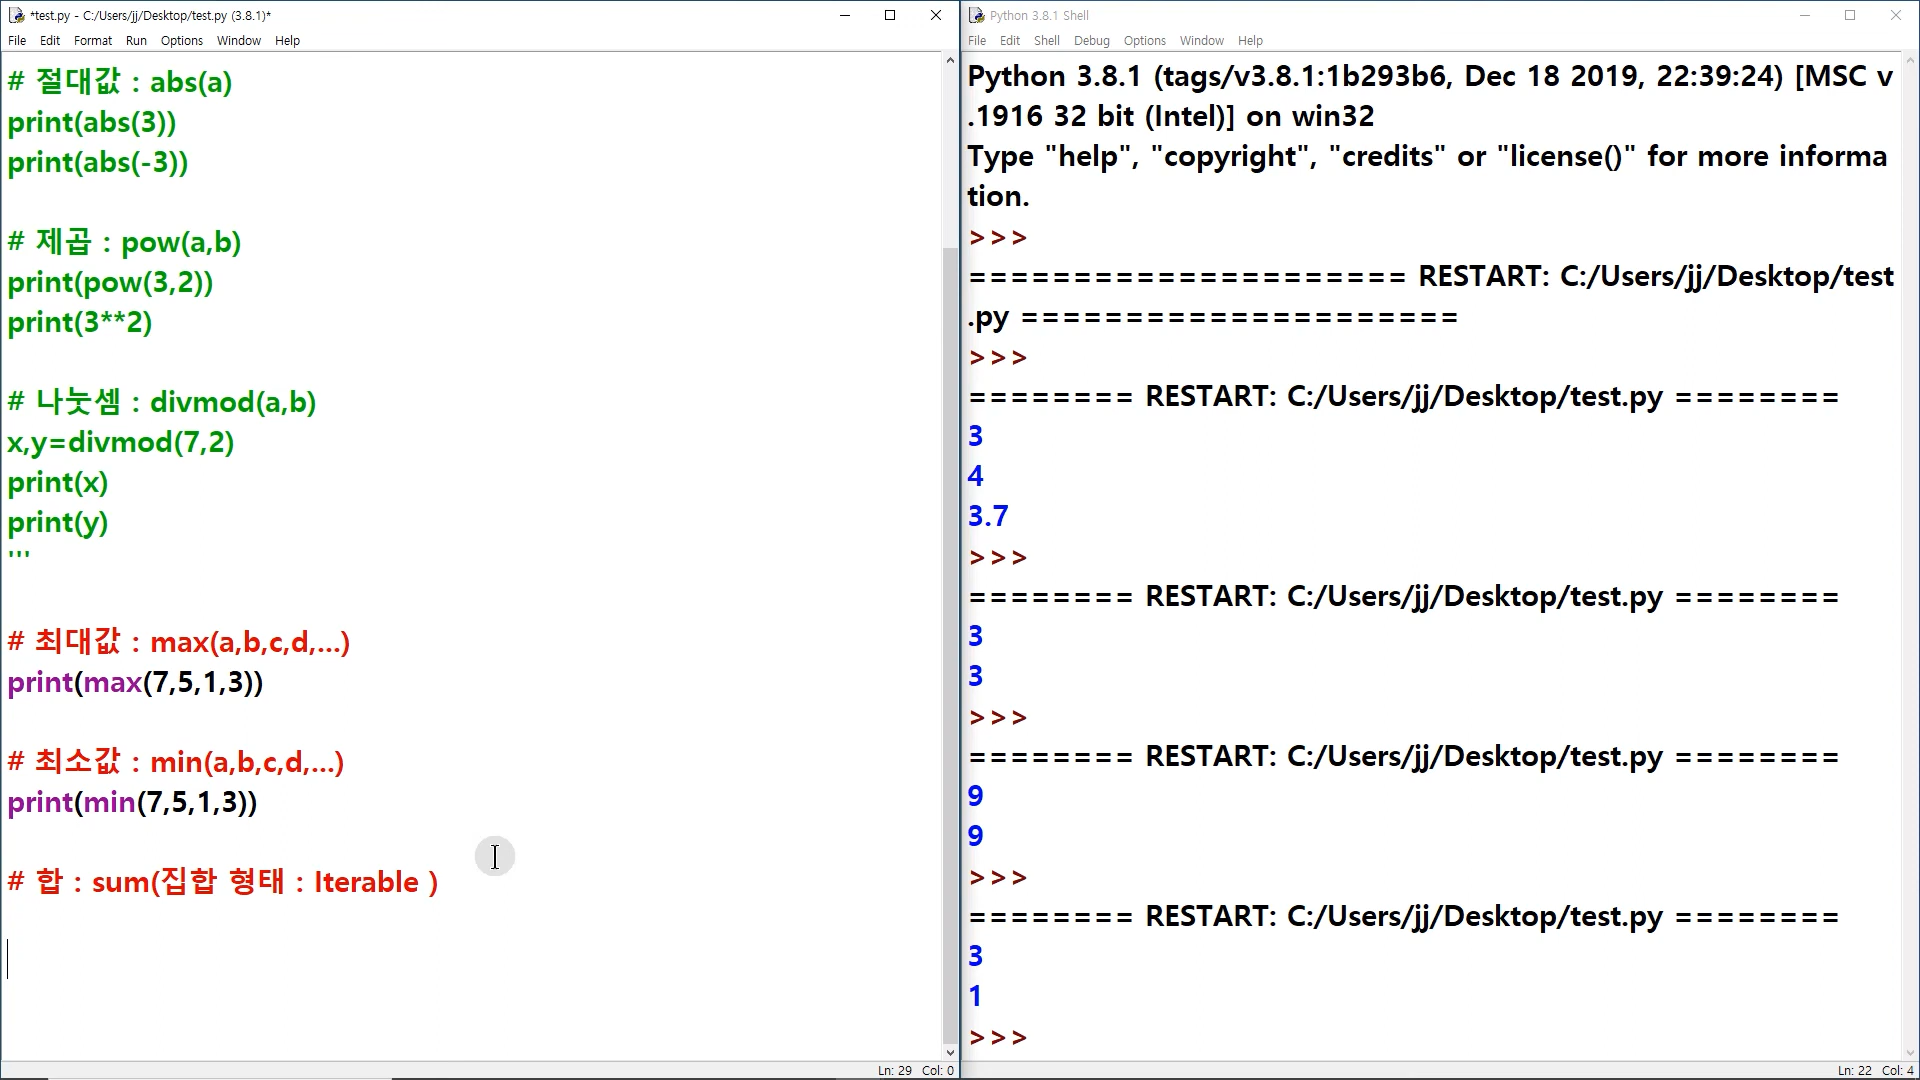 *test.py - C:/Users/jj/Desktop/test.py (3.8.1)*
File Edit Format Run Options Window Help
# 절대값 : abs(a)
print(abs(3))
print(abs(-3))
# 제곱 : pow(a,b)
print(pow(3,2))
print(3**2)
# 나눗셈 : divmod(a,b)
x,y=divmod(7,2)
print(x)
print(y)
'''
# 최대값 : max(a,b,c,d,...)
print(max(7,5,1,3))
# 최소값 : min(a,b,c,d,...)
print(min(7,5,1,3))
# 합 : sum(집합 형태 : Iterable )
Ln: 29 Col: 0
Python 3.8.1 Shell
File Edit Shell Debug Options Window Help
Python 3.8.1 (tags/v3.8.1:1b293b6, Dec 18 2019, 22:39:24) [MSC v
.1916 32 bit (Intel)] on win32
Type "help", "copyright", "credits" or "license()" for more informa
tion.
>>>
===================== RESTART: C:/Users/jj/Desktop/test
.py =====================
>>>
======== RESTART: C:/Users/jj/Desktop/test.py ========
3
4
3.7
>>>
======== RESTART: C:/Users/jj/Desktop/test.py ========
3
3
>>>
======== RESTART: C:/Users/jj/Desktop/test.py ========
9
9
>>>
======== RESTART: C:/Users/jj/Desktop/test.py ========
3
1
>>>
Ln: 22 Col: 4